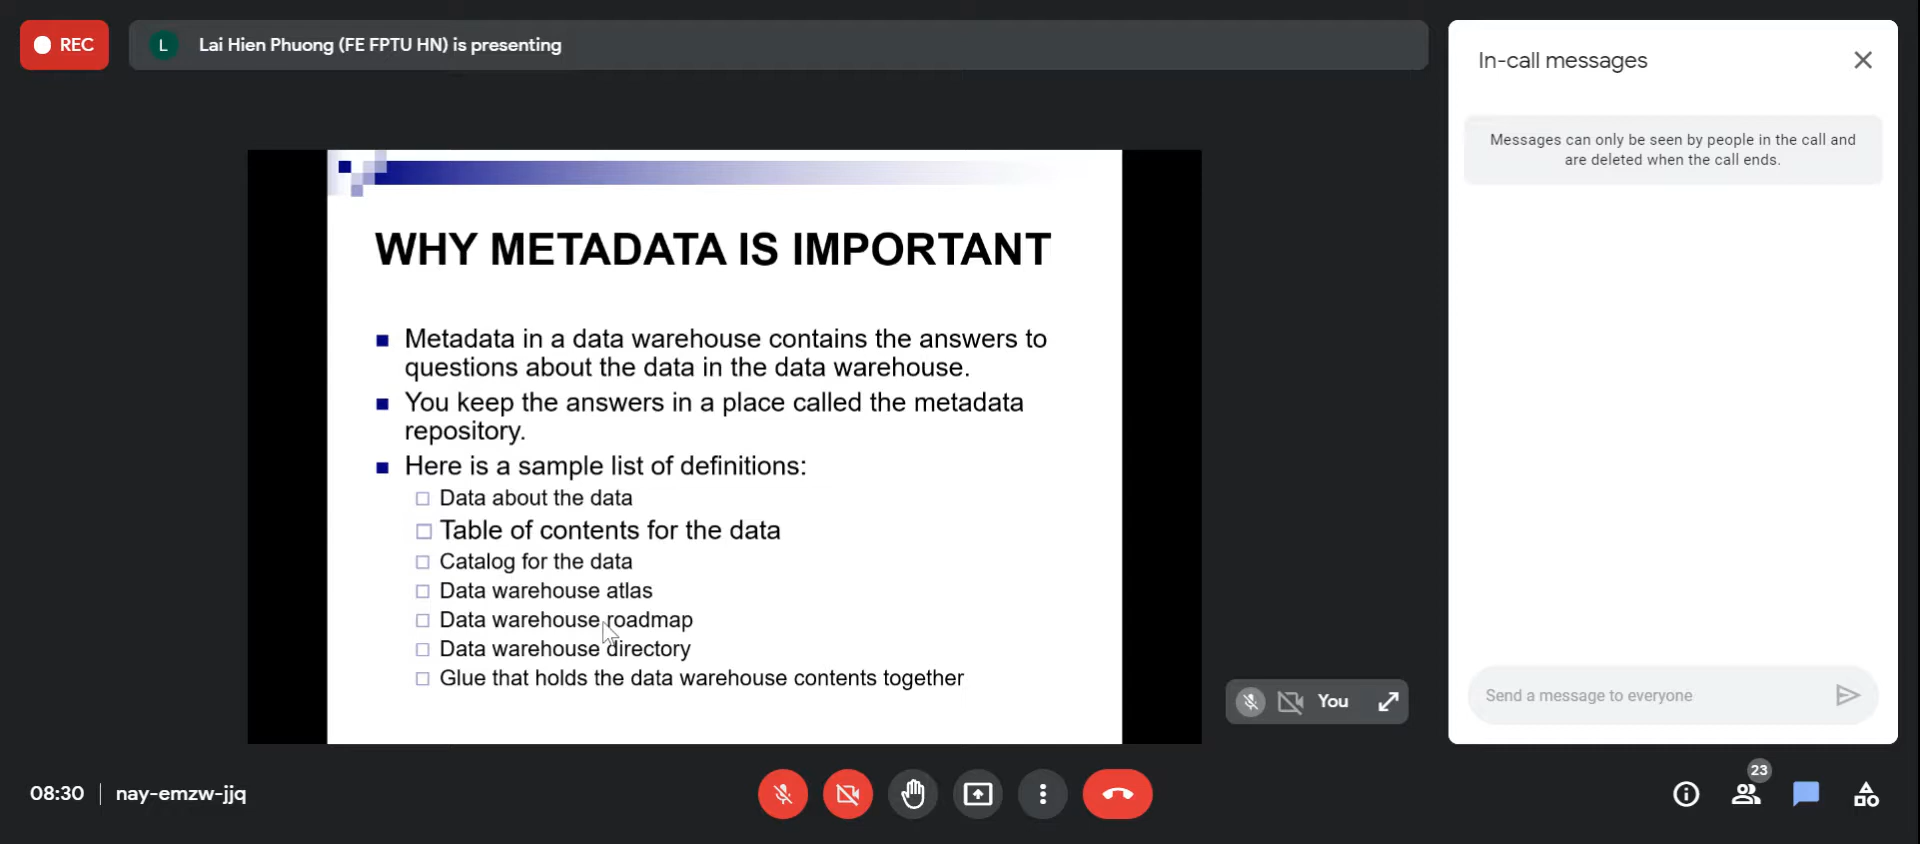 REC
L
Lai Hien Phuong (FE FPTU HN) is presenting
In-call messages
Messages can only be seen by people in the call and
are deleted when the call ends.
WHY METADATA IS IMPORTANT
Metadata in a data warehouse contains the answers to
questions about the data in the data warehouse.
You keep the answers in a place called the metadata
repository.
Here is a sample list of definitions:
Data about the data
Table of contents for the data
Catalog for the data
Data warehouse atlas
Data warehouse roadmap
Data warehouse directory
Glue that holds the data warehouse contents together
You
Send a message to everyone
08:30 | nay-emzw-jjq
23